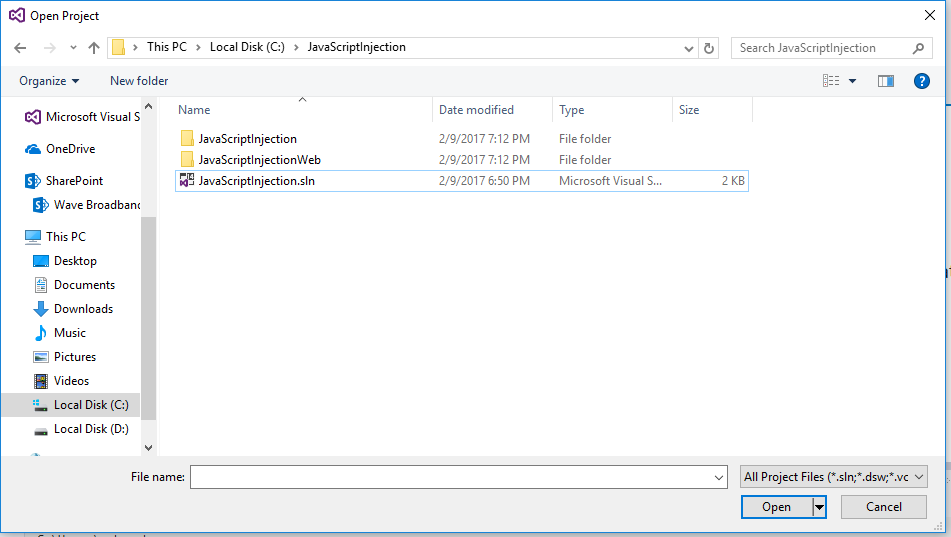 Open Project
This PC Local Disk (C:) JavaScriptInjection
Search JavaScriptInjection
Organize New folder
?
Name Date modified Type Size
JavaScriptInjection 2/9/2017 7:12 PM File folder
JavaScriptInjectionWeb 2/9/2017 7:12 PM File folder
JavaScriptInjection.sln 2/9/2017 6:50 PM Microsoft Visual S... 2 KB
Microsoft Visual S
OneDrive
SharePoint
Wave Broadband
This PC
Desktop
Documents
Downloads
Music
Pictures
Videos
Local Disk (C:)
Local Disk (D:)
File name:
All Project Files (*.sln;*.dsw;*.vc
Open Cancel